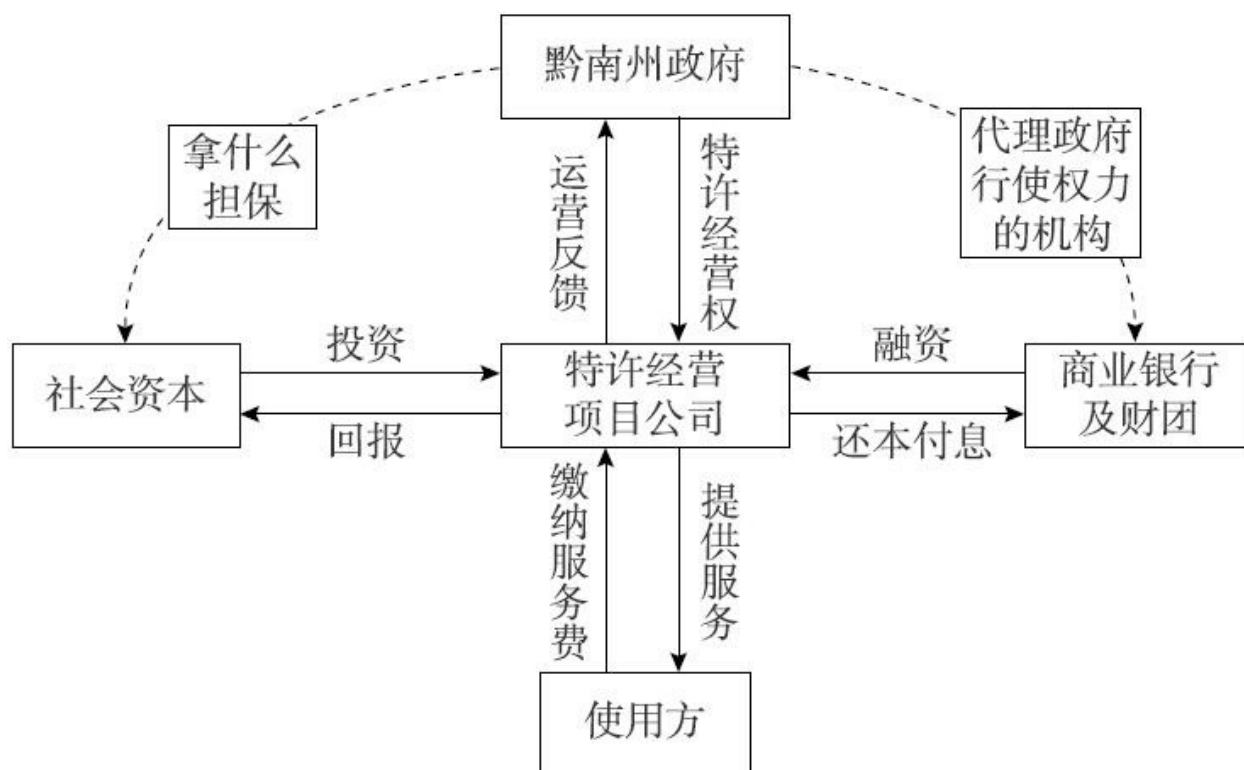 黔南州政府
拿什么
担保
代理政府
行使权力
的机构
运营反馈
特许经营权
社会资本
投资
回报
特许经营
项目公司
融资
还本付息
商业银行
及财团
缴纳服务费
提供服务
使用方